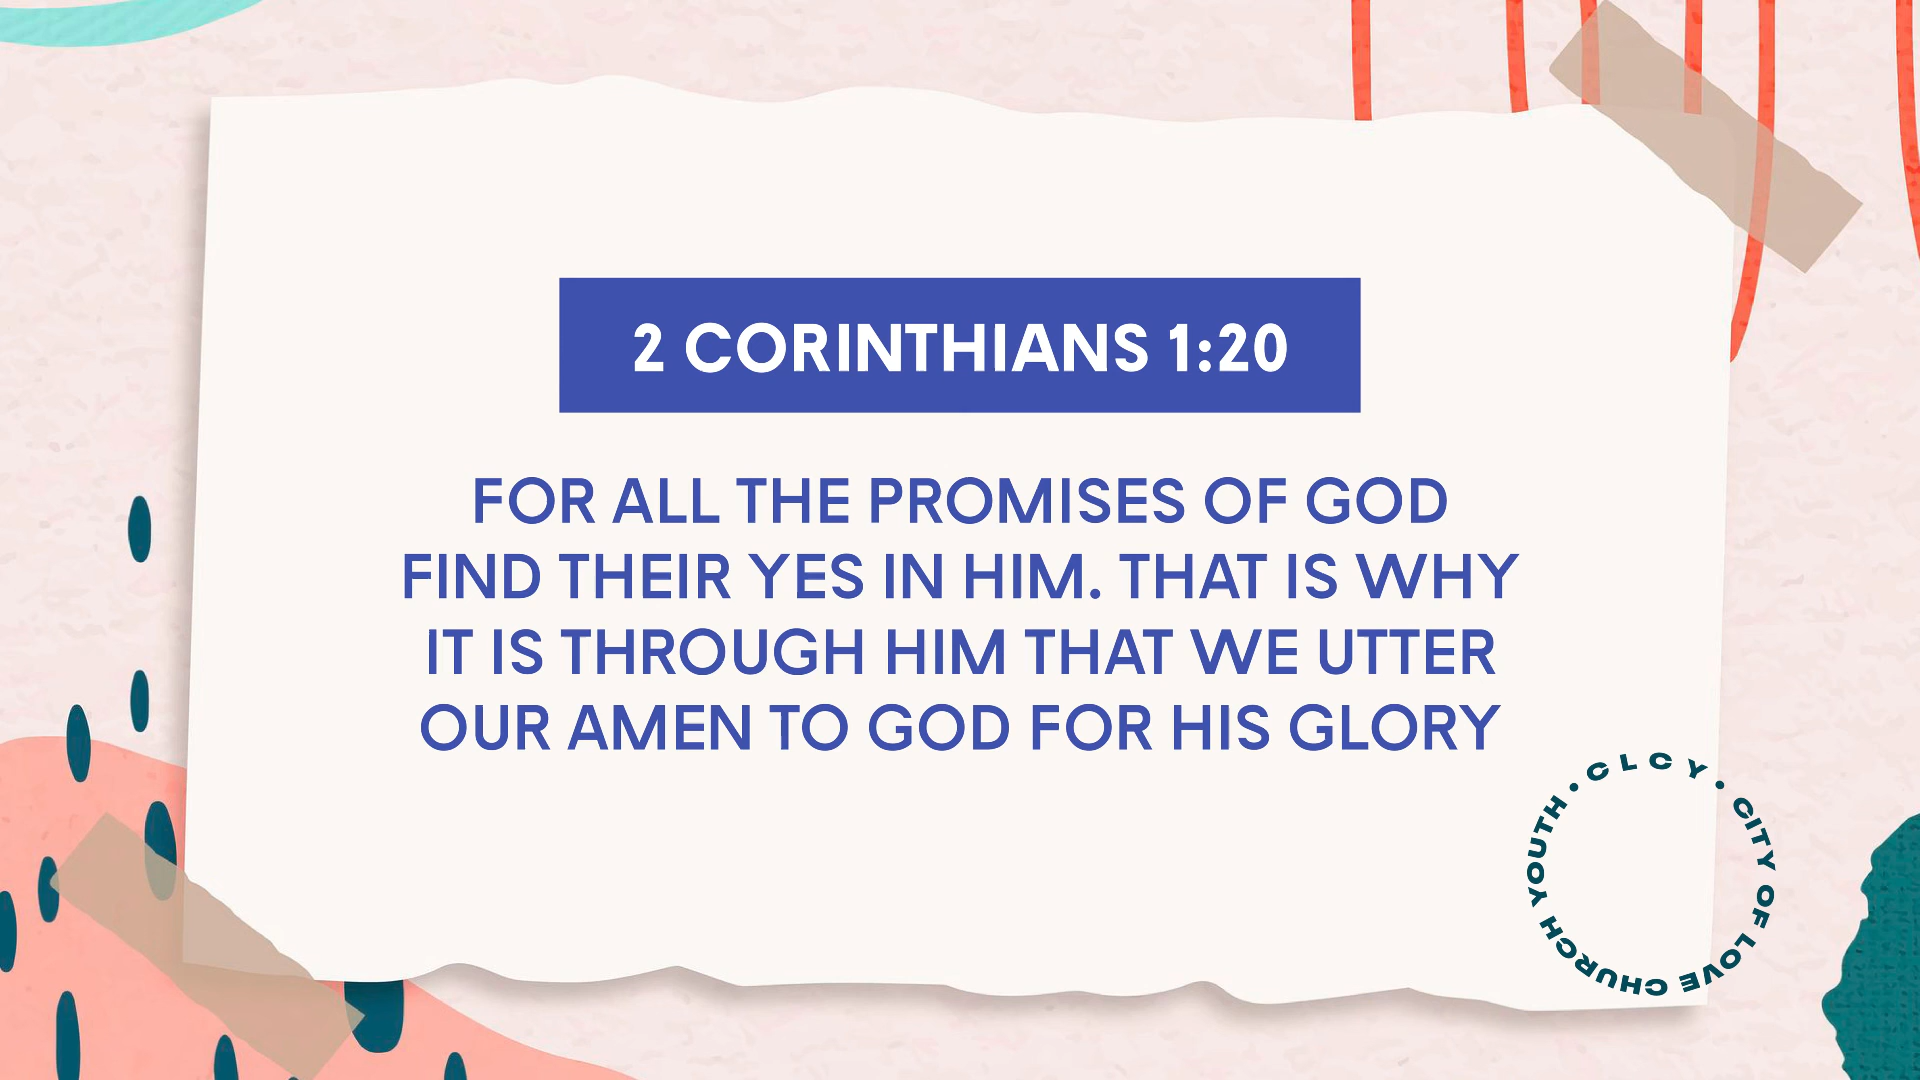 2 CORINTHIANS 1:20
FOR ALL THE PROMISES OF GOD
FIND THEIR YES IN HIM. THAT IS WHY
IT IS THROUGH HIM THAT WE UTTER
OUR AMEN TO GOD FOR HIS GLORY
• CLCY • CITY OF LOVE CHURCH YOUTH